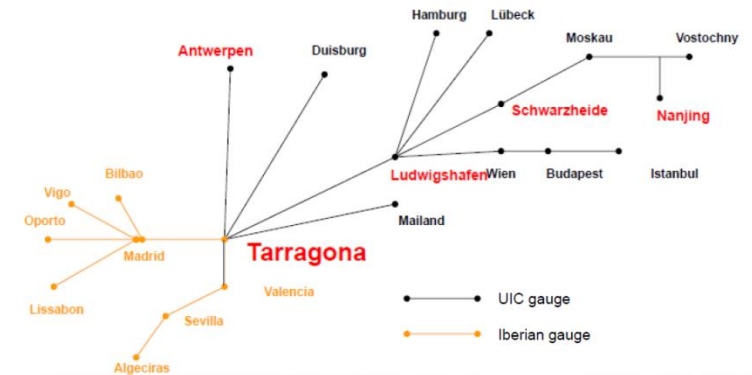 Hamburg
Lübeck
Moskau
Vostochny
Antwerpen
Duisburg
Schwarzheide
Nanjing
Bilbao
Ludwigshafen
Wien
Budapest
Istanbul
Vigo
Oporto
Mailand
Madrid
Tarragona
Valencia
UIC gauge
Lissabon
Sevilla
Iberian gauge
Algeciras